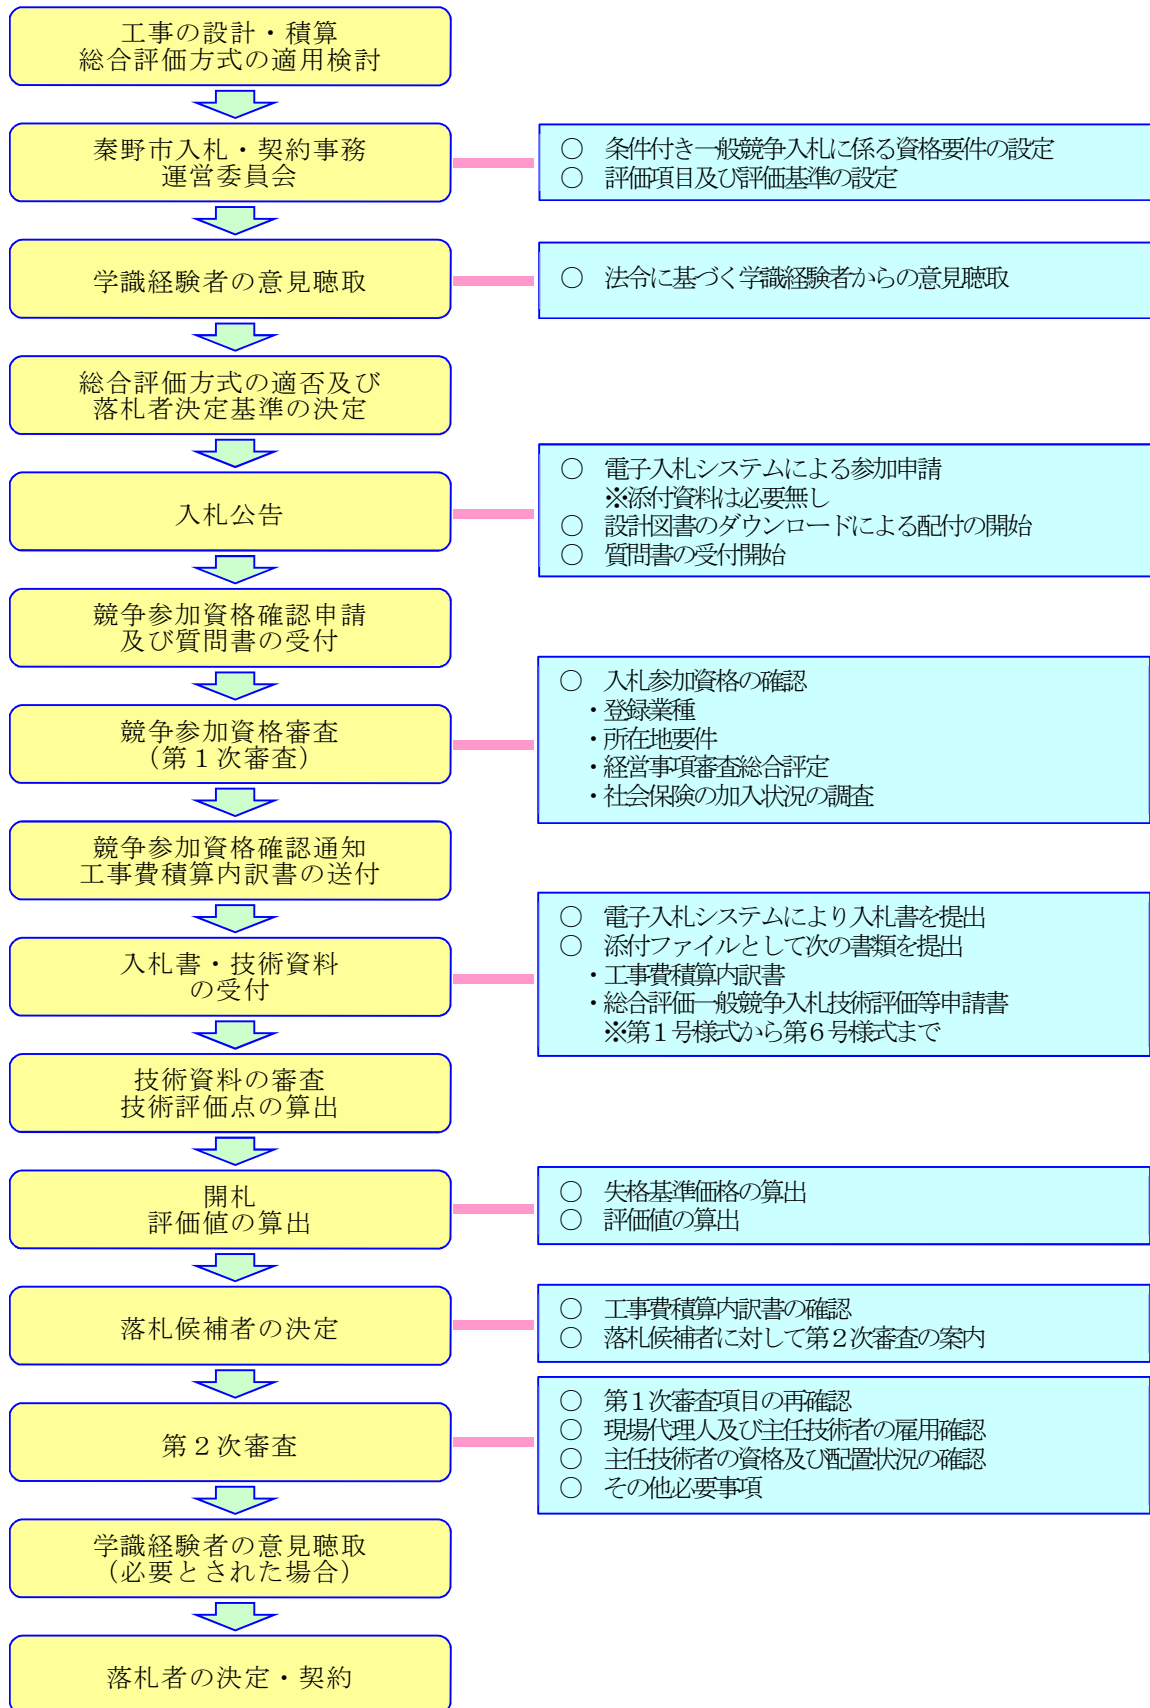 工事の設計・積算
総合評価方式の適用検討
秦野市入札・契約事務
運営委員会
○ 条件付き一般競争入札に係る資格要件の設定
○ 評価項目及び評価基準の設定
学識経験者の意見聴取
○ 法令に基づく学識経験者からの意見聴取
総合評価方式の適否及び
落札者決定基準の決定
入札公告
○ 電子入札システムによる参加申請
※添付資料は必要無し
○ 設計図書のダウンロードによる配付の開始
○ 質問書の受付開始
競争参加資格確認申請
及び質問書の受付
競争参加資格審査
（第１次審査）
○ 入札参加資格の確認
・登録業種
・所在地要件
・経営事項審査総合評定
・社会保険の加入状況の調査
競争参加資格確認通知
工事費積算内訳書の送付
入札書・技術資料
の受付
○ 電子入札システムにより入札書を提出
○ 添付ファイルとして次の書類を提出
・工事費積算内訳書
・総合評価一般競争入札技術評価等申請書
※第１号様式から第６号様式まで
技術資料の審査
技術評価点の算出
開札
評価値の算出
○ 失格基準価格の算出
○ 評価値の算出
落札候補者の決定
○ 工事費積算内訳書の確認
○ 落札候補者に対して第２次審査の案内
第２次審査
○ 第１次審査項目の再確認
○ 現場代理人及び主任技術者の雇用確認
○ 主任技術者の資格及び配置状況の確認
○ その他必要事項
学識経験者の意見聴取
（必要とされた場合）
落札者の決定・契約